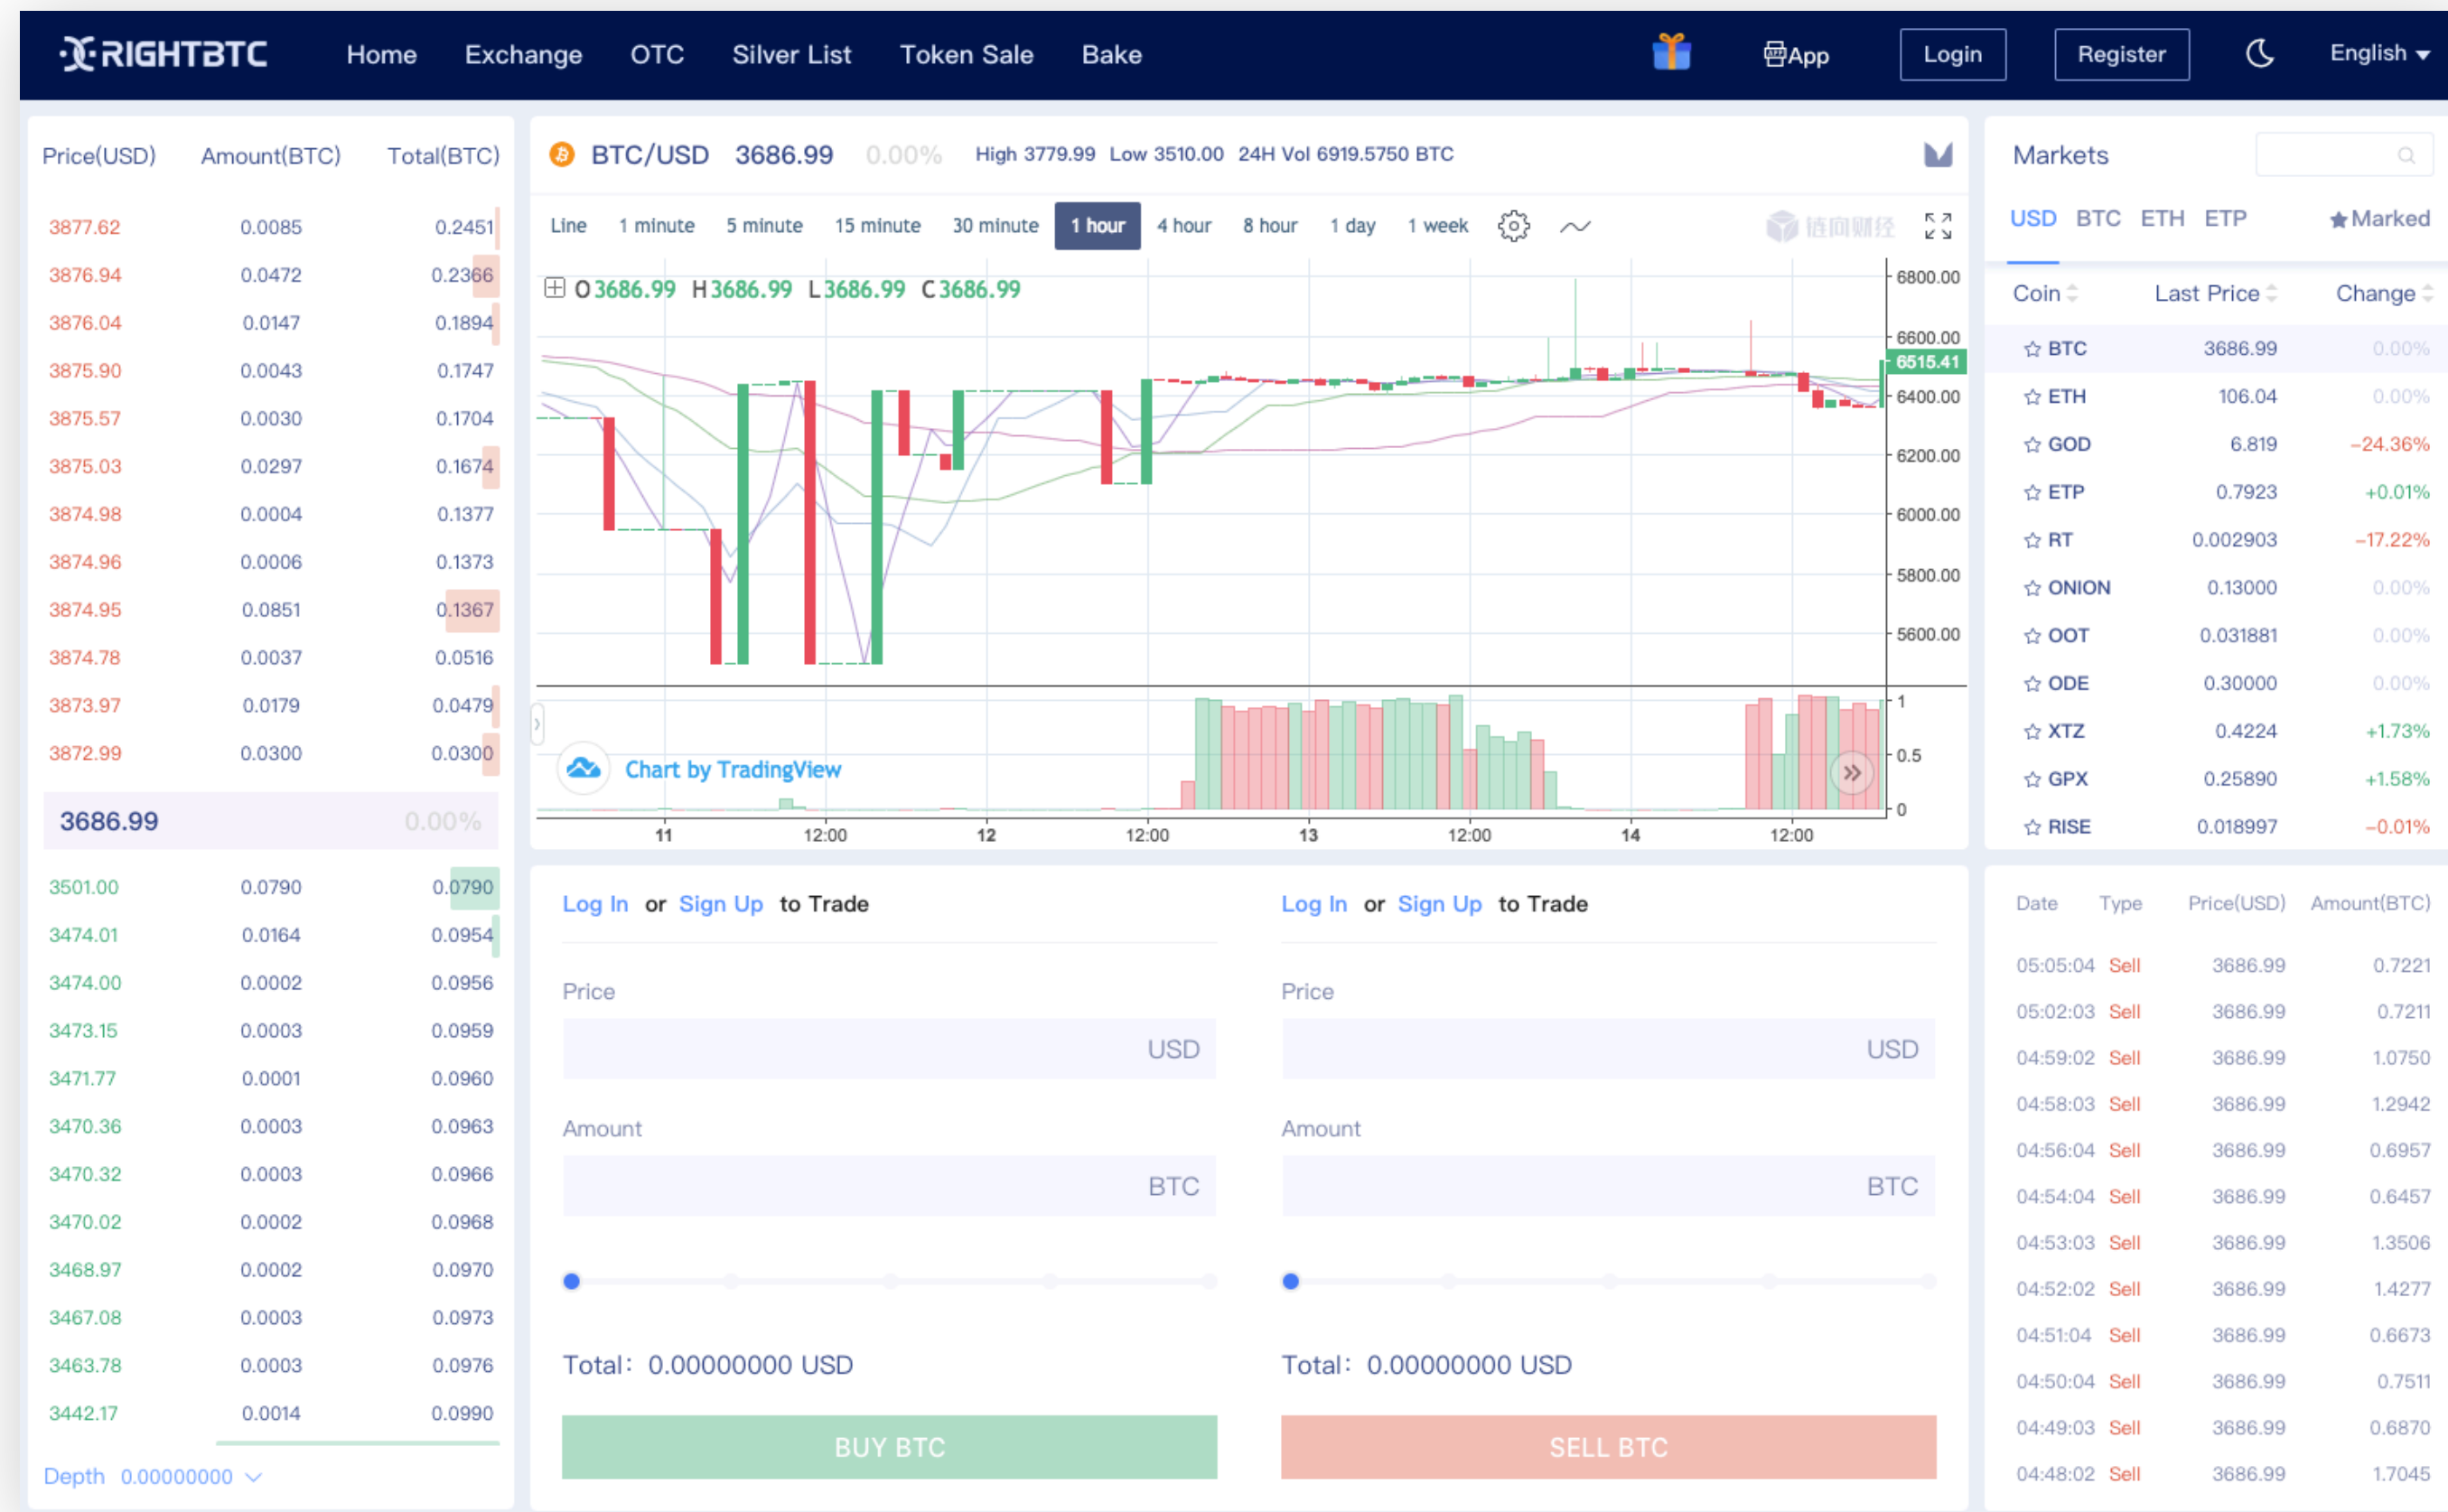 RIGHTBTC Home Exchange OTC Silver List Token Sale Bake APP App Login Register English
Price(USD) Amount(BTC) Total(BTC)
3877.62 0.0085 0.2451
3876.94 0.0472 0.2366
3876.04 0.0147 0.1894
3875.90 0.0043 0.1747
3875.57 0.0030 0.1704
3875.03 0.0297 0.1674
3874.98 0.0004 0.1377
3874.96 0.0006 0.1373
3874.95 0.0851 0.1367
3874.78 0.0037 0.0516
3873.97 0.0179 0.0479
3872.99 0.0300 0.0300
3686.99 0.00%
3501.00 0.0790 0.0790
3474.01 0.0164 0.0954
3474.00 0.0002 0.0956
3473.15 0.0003 0.0959
3471.77 0.0001 0.0960
3470.36 0.0003 0.0963
3470.32 0.0003 0.0966
3470.02 0.0002 0.0968
3468.97 0.0002 0.0970
3467.08 0.0003 0.0973
3463.78 0.0003 0.0976
3442.17 0.0014 0.0990
Depth 0.00000000
BTC/USD 3686.99 0.00% High 3779.99 Low 3510.00 24H Vol 6919.5750 BTC
Line 1 minute 5 minute 15 minute 30 minute 1 hour 4 hour 8 hour 1 day 1 week 链向财经
O 3686.99 H 3686.99 L 3686.99 C 3686.99
6800.00
6600.00
6515.41
6400.00
6200.00
6000.00
5800.00
5600.00
1
0.5
0
Chart by TradingView
11 12:00 12 12:00 13 12:00 14 12:00
Log In or Sign Up to Trade
Price
USD
Amount
BTC
Total: 0.00000000 USD
BUY BTC
Log In or Sign Up to Trade
Price
USD
Amount
BTC
Total: 0.00000000 USD
SELL BTC
Markets
USD BTC ETH ETP ★Marked
Coin Last Price Change
BTC 3686.99 0.00%
ETH 106.04 0.00%
GOD 6.819 -24.36%
ETP 0.7923 +0.01%
RT 0.002903 -17.22%
ONION 0.13000 0.00%
OOT 0.031881 0.00%
ODE 0.30000 0.00%
XTZ 0.4224 +1.73%
GPX 0.25890 +1.58%
RISE 0.018997 -0.01%
Date Type Price(USD) Amount(BTC)
05:05:04 Sell 3686.99 0.7221
05:02:03 Sell 3686.99 0.7211
04:59:02 Sell 3686.99 1.0750
04:58:03 Sell 3686.99 1.2942
04:56:04 Sell 3686.99 0.6957
04:54:04 Sell 3686.99 0.6457
04:53:03 Sell 3686.99 1.3506
04:52:02 Sell 3686.99 1.4277
04:51:04 Sell 3686.99 0.6673
04:50:04 Sell 3686.99 0.7511
04:49:03 Sell 3686.99 0.6870
04:48:02 Sell 3686.99 1.7045